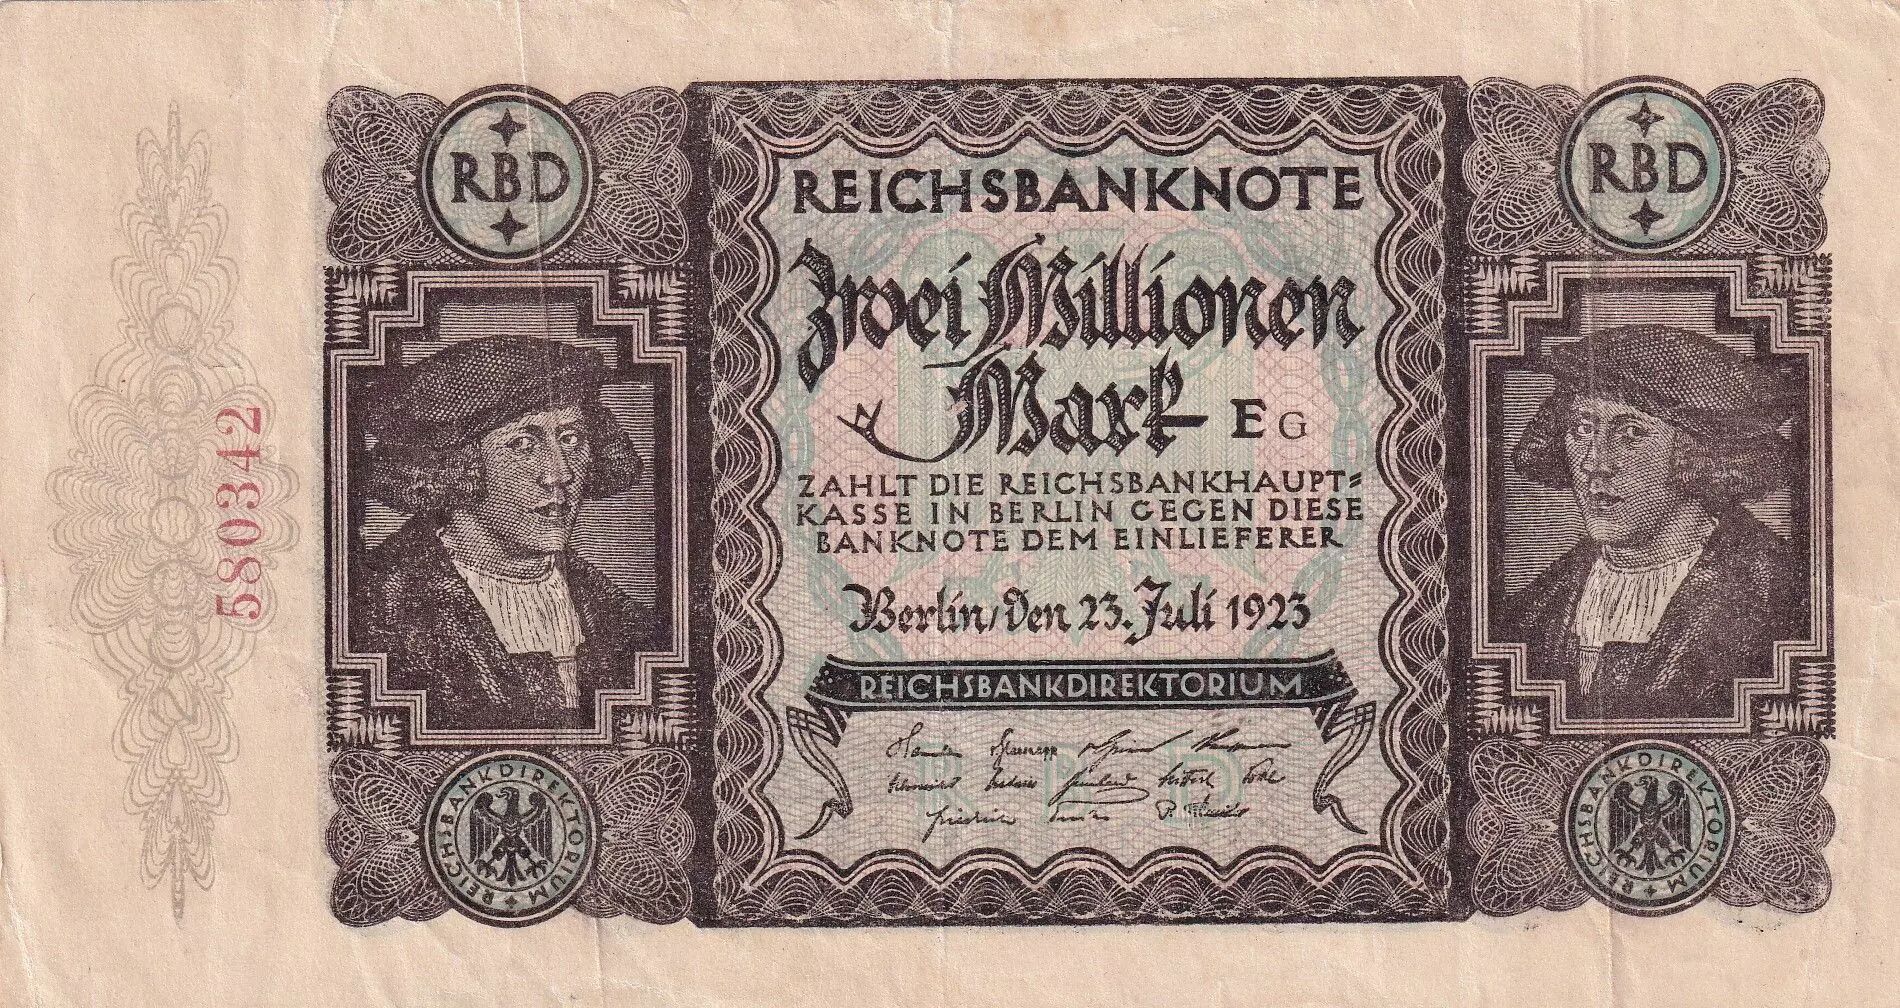 RBD
RBD
REICHSBANKNOTE
Zwei Millionen
Mark
E G
ZAHLT DIE REICHSBANKHAUPT=
KASSE IN BERLIN GEGEN DIESE
BANKNOTE DEM EINLIEFERER
Berlin, den 23. Juli 1923
REICHSBANKDIREKTORIUM
580342
REICHSBANKDIREKTORIUM
REICHSBANKDIREKTORIUM